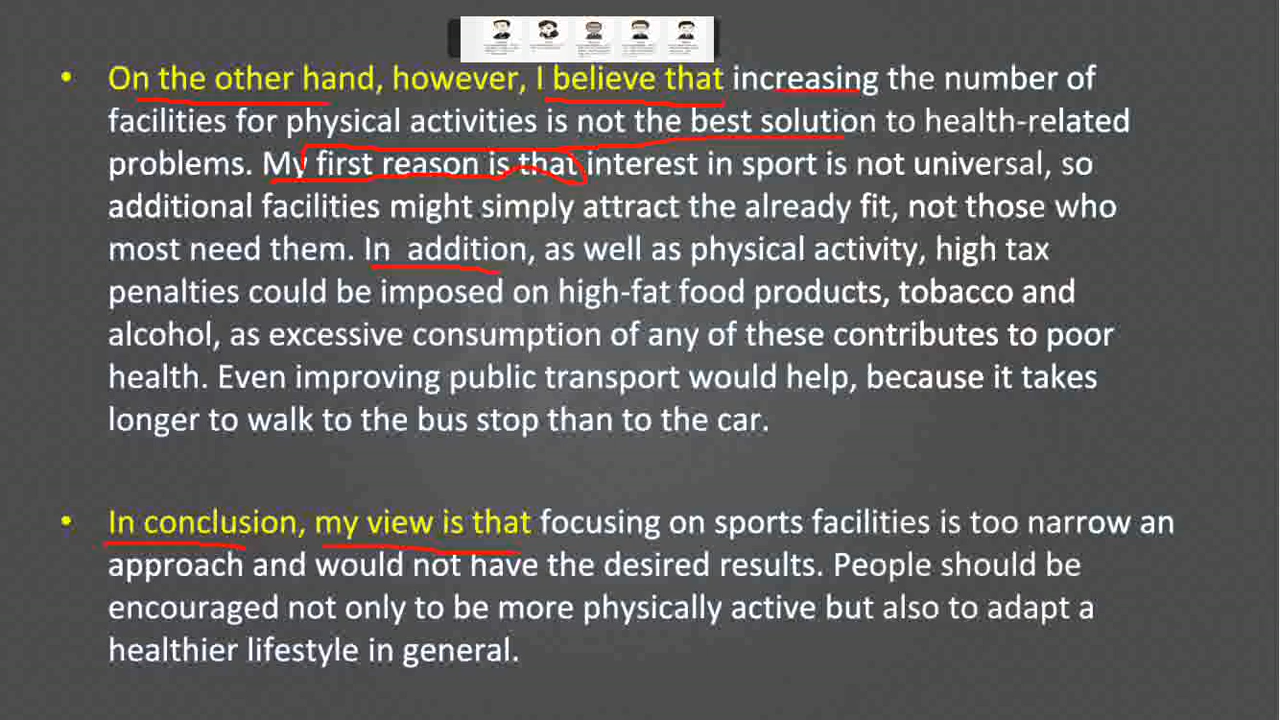 On the other hand, however, I believe that increasing the number of
facilities for physical activities is not the best solution to health-related
problems. My first reason is that interest in sport is not universal, so
additional facilities might simply attract the already fit, not those who
most need them. In addition, as well as physical activity, high tax
penalties could be imposed on high-fat food products, tobacco and
alcohol, as excessive consumption of any of these contributes to poor
health. Even improving public transport would help, because it takes
longer to walk to the bus stop than to the car.
In conclusion, my view is that focusing on sports facilities is too narrow an
approach and would not have the desired results. People should be
encouraged not only to be more physically active but also to adapt a
healthier lifestyle in general.